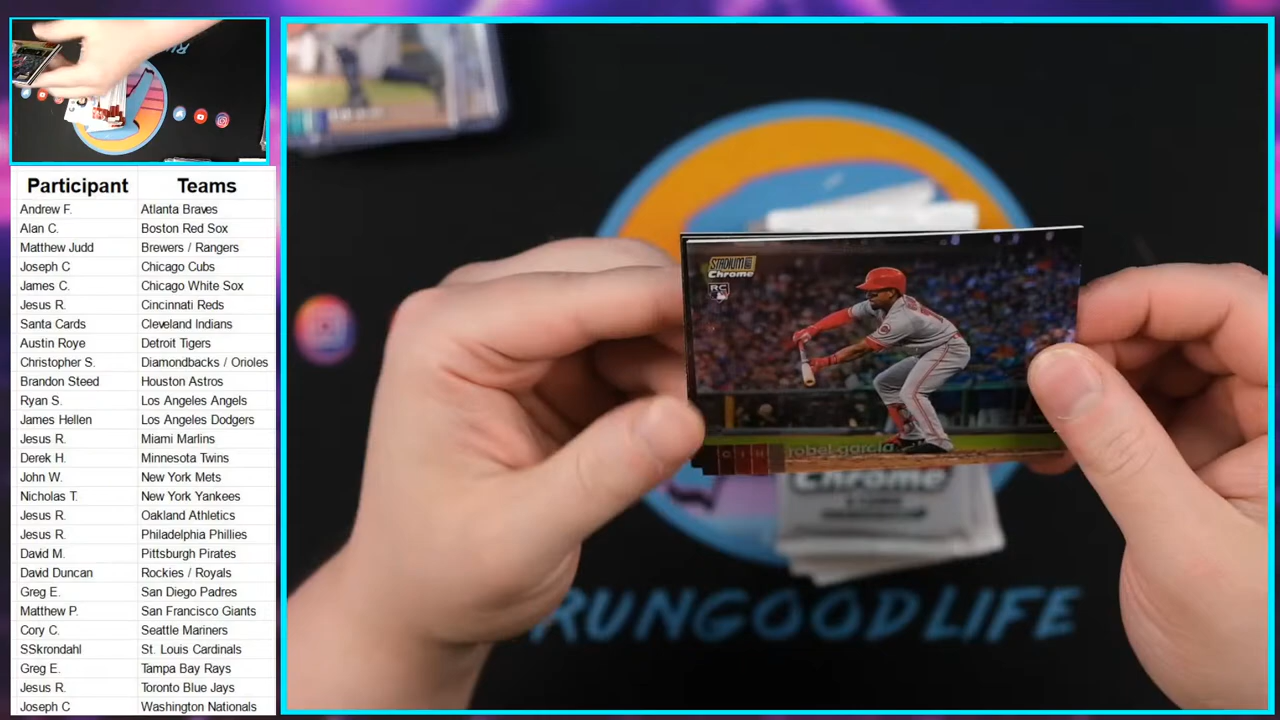 Participant Teams
Andrew F. Atlanta Braves
Alan C. Boston Red Sox
Matthew Judd Brewers / Rangers
Joseph C Chicago Cubs
James C. Chicago White Sox
Jesus R. Cincinnati Reds
Santa Cards Cleveland Indians
Austin Roye Detroit Tigers
Christopher S. Diamondbacks / Orioles
Brandon Steed Houston Astros
Ryan S. Los Angeles Angels
James Hellen Los Angeles Dodgers
Jesus R. Miami Marlins
Derek H. Minnesota Twins
John W. New York Mets
Nicholas T. New York Yankees
Jesus R. Oakland Athletics
Jesus R. Philadelphia Phillies
David M. Pittsburgh Pirates
David Duncan Rockies / Royals
Greg E. San Diego Padres
Matthew P. San Francisco Giants
Cory C. Seattle Mariners
SSkrondahl St. Louis Cardinals
Greg E. Tampa Bay Rays
Jesus R. Toronto Blue Jays
Joseph C Washington Nationals
STADIUM
Chrome
RC
CIN robel garcia
Chrome
RUNGOODLIFE